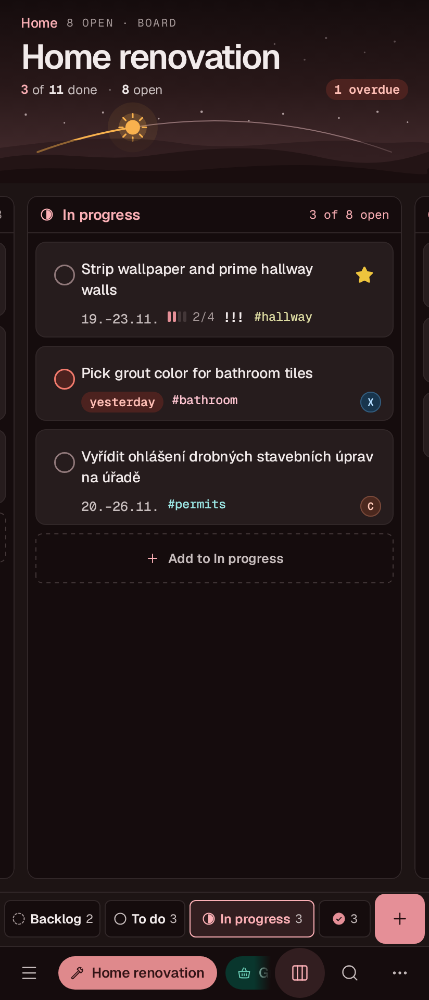 Home 8 OPEN · BOARD
Home renovation
3 of 11 done · 8 open
1 overdue
In progress
3 of 8 open
Strip wallpaper and prime hallway
walls
19.–23.11. 2/4 !!! #hallway
Pick grout color for bathroom tiles
yesterday #bathroom X
Vyřídit ohlášení drobných stavebních úprav
na úřadě
20.–26.11. #permits C
+ Add to In progress
Backlog 2
To do 3
In progress 3
3
+
Home renovation